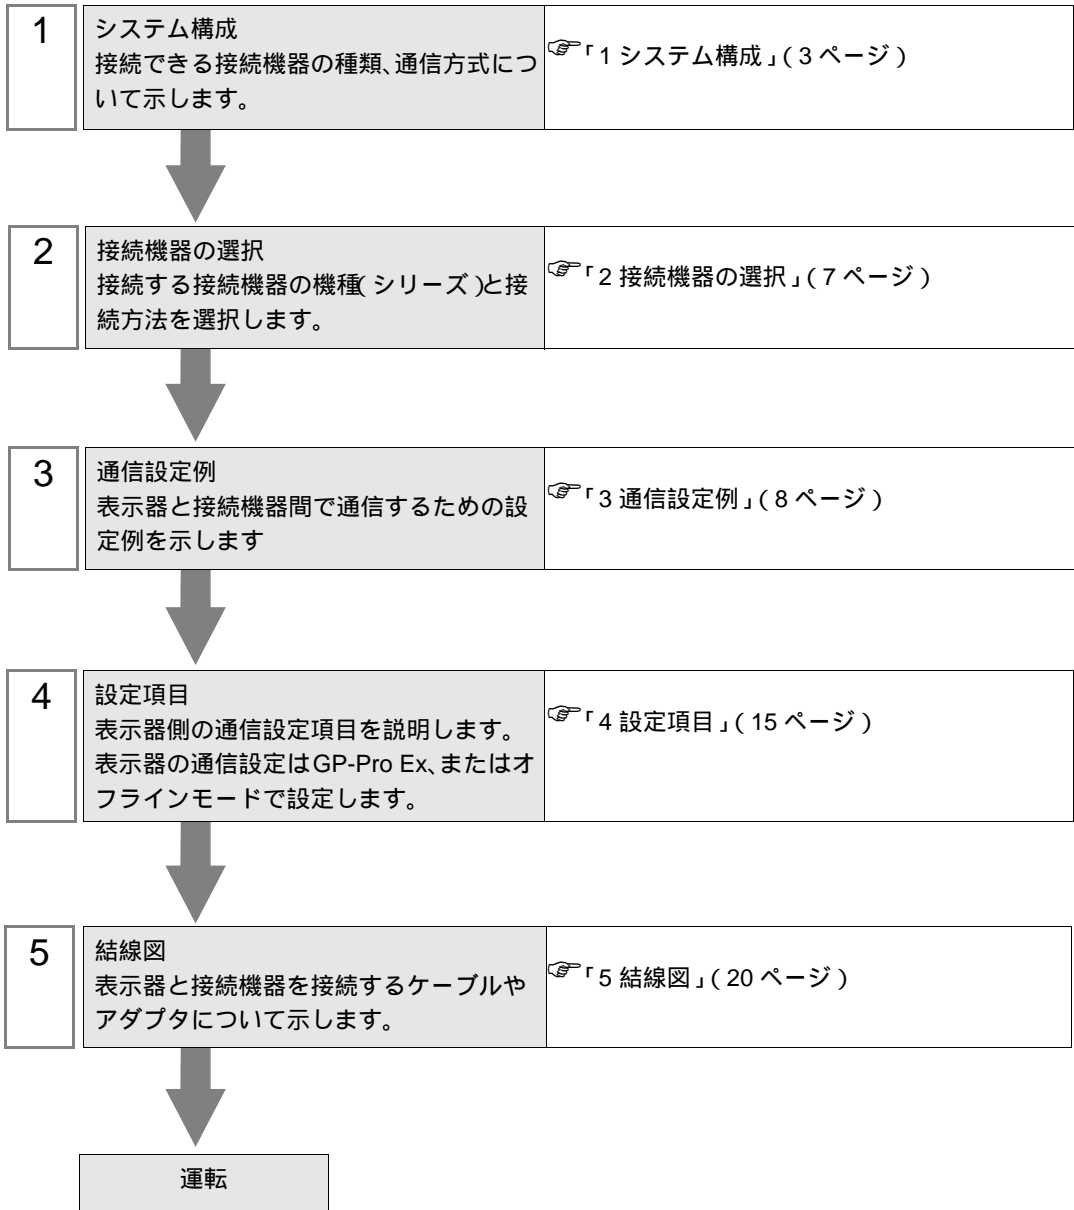 1
システム構成
接続できる接続機器の種類、通信方式につ
いて示します。
☞「1 システム構成」( 3 ページ )
2
接続機器の選択
接続する接続機器の機種( シリーズ )と接
続方法を選択します。
☞「2 接続機器の選択」( 7 ページ )
3
通信設定例
表示器と接続機器間で通信するための設
定例を示します
☞「3 通信設定例」( 8 ページ )
4
設定項目
表示器側の通信設定項目を説明します。
表示器の通信設定はGP-Pro Ex、またはオ
フラインモードで設定します。
☞「4 設定項目」( 15 ページ )
5
結線図
表示器と接続機器を接続するケーブルや
アダプタについて示します。
☞「5 結線図」( 20 ページ )
運転